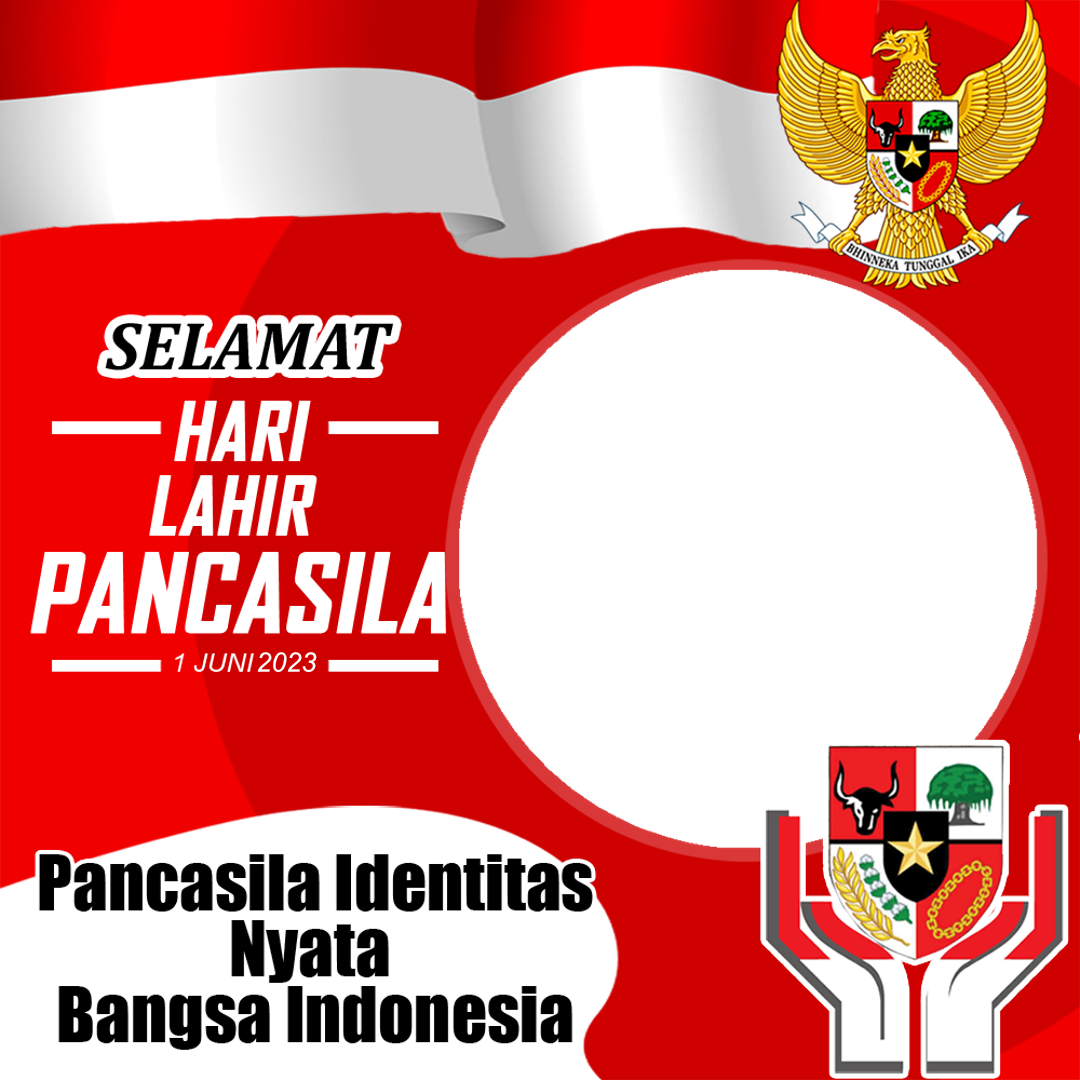 BHINNEKA TUNGGAL IKA
SELAMAT
HARI
LAHIR
PANCASILA
1 JUNI 2023
Pancasila Identitas
Nyata
Bangsa Indonesia